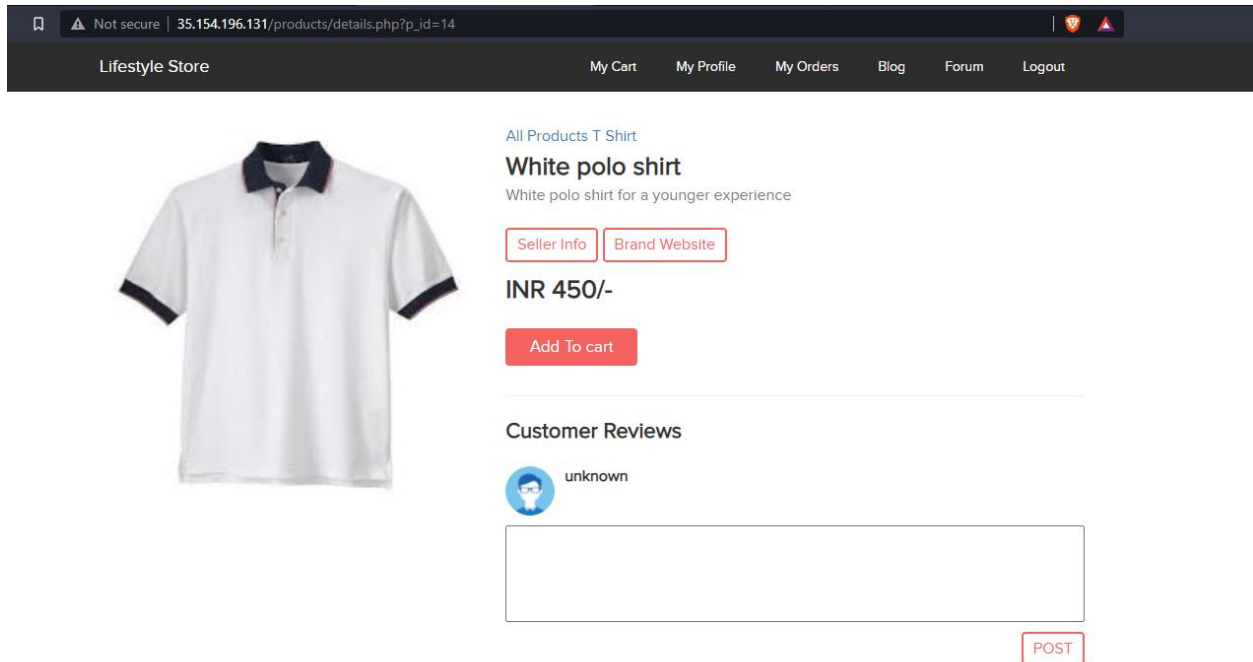 Not secure | 35.154.196.131/products/details.php?p_id=14
Lifestyle Store My Cart My Profile My Orders Blog Forum Logout
All Products T Shirt
White polo shirt
White polo shirt for a younger experience
Seller Info Brand Website
INR 450/-
Add To cart
Customer Reviews
unknown
POST